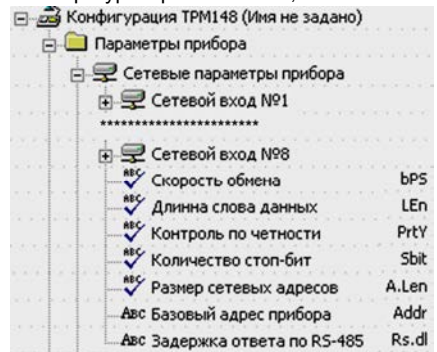 Конфигурация ТРМ148 (Имя не задано)
Параметры прибора
Сетевые параметры прибора
Сетевой вход №1
**********************
Сетевой вход №8
Скорость обмена bPS
Длинна слова данных LEn
Контроль по четности PrtY
Количество стоп-бит Sbit
Размер сетевых адресов A.Len
Базовый адрес прибора Addr
Задержка ответа по RS-485 Rs.dl